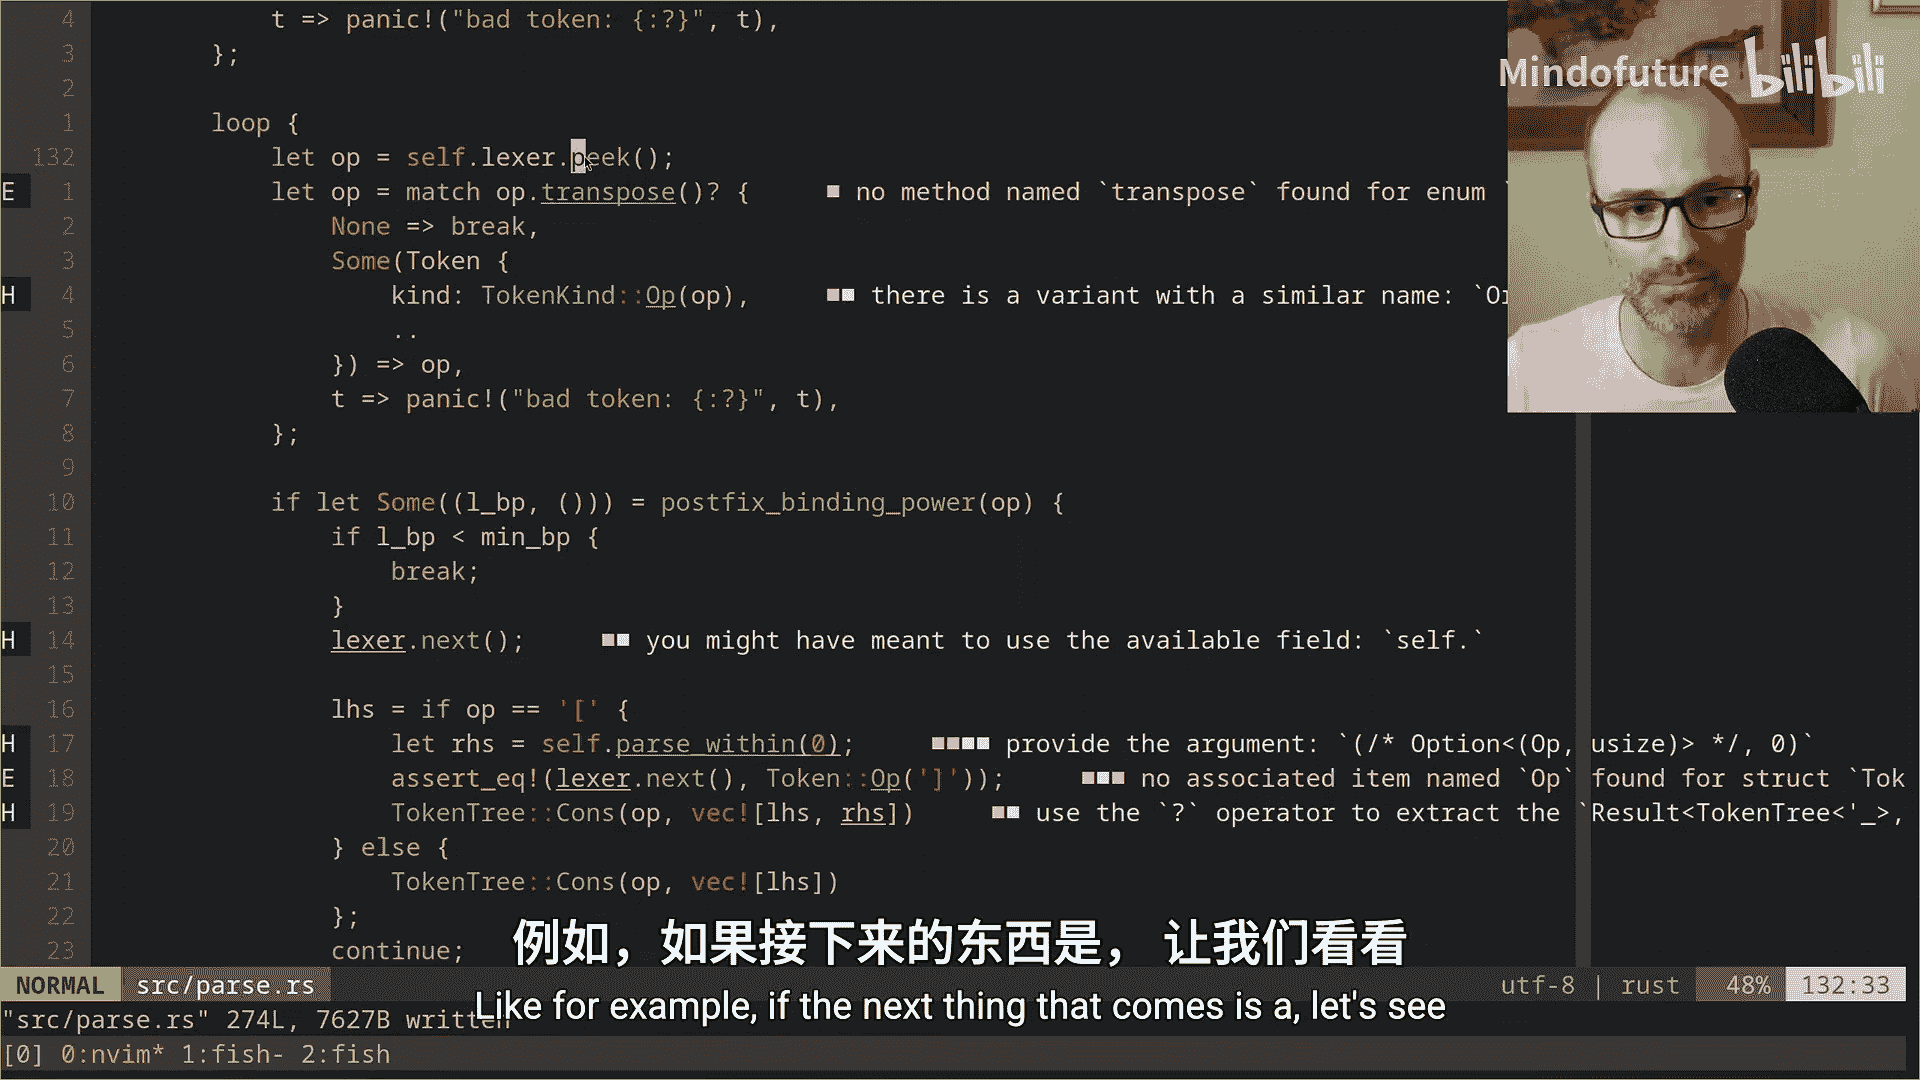 4 t => panic!("bad token: {:?}", t),
3 };
2
Mindofuture bilibili
1 loop {
132 let op = self.lexer.peek();
E 1 let op = match op.transpose()? { ■ no method named `transpose` found for enum `
2 None => break,
3 Some(Token {
H 4 kind: TokenKind::Op(op), ■■ there is a variant with a similar name: `Or
5 ..
6 }) => op,
7 t => panic!("bad token: {:?}", t),
8 };
9
10 if let Some((l_bp, ())) = postfix_binding_power(op) {
11 if l_bp < min_bp {
12 break;
13 }
H 14 lexer.next(); ■■ you might have meant to use the available field: `self.`
15
16 lhs = if op == '[' {
H 17 let rhs = self.parse_within(0); ■■■■ provide the argument: `(/* Option<(Op, usize)> */, 0)`
E 18 assert_eq!(lexer.next(), Token::Op(']')); ■■■ no associated item named `Op` found for struct `Tok
H 19 TokenTree::Cons(op, vec![lhs, rhs]) ■■ use the `?` operator to extract the `Result<TokenTree<'_>,
20 } else {
21 TokenTree::Cons(op, vec![lhs])
22 };
23 continue;
例如，如果接下来的东西是， 让我们看看
NORMAL src/parse.rs utf-8 | rust 48% 132:33
Like for example, if the next thing that comes is a, let's see
"src/parse.rs" 274L, 7627B written
[0] 0:nvim* 1:fish- 2:fish